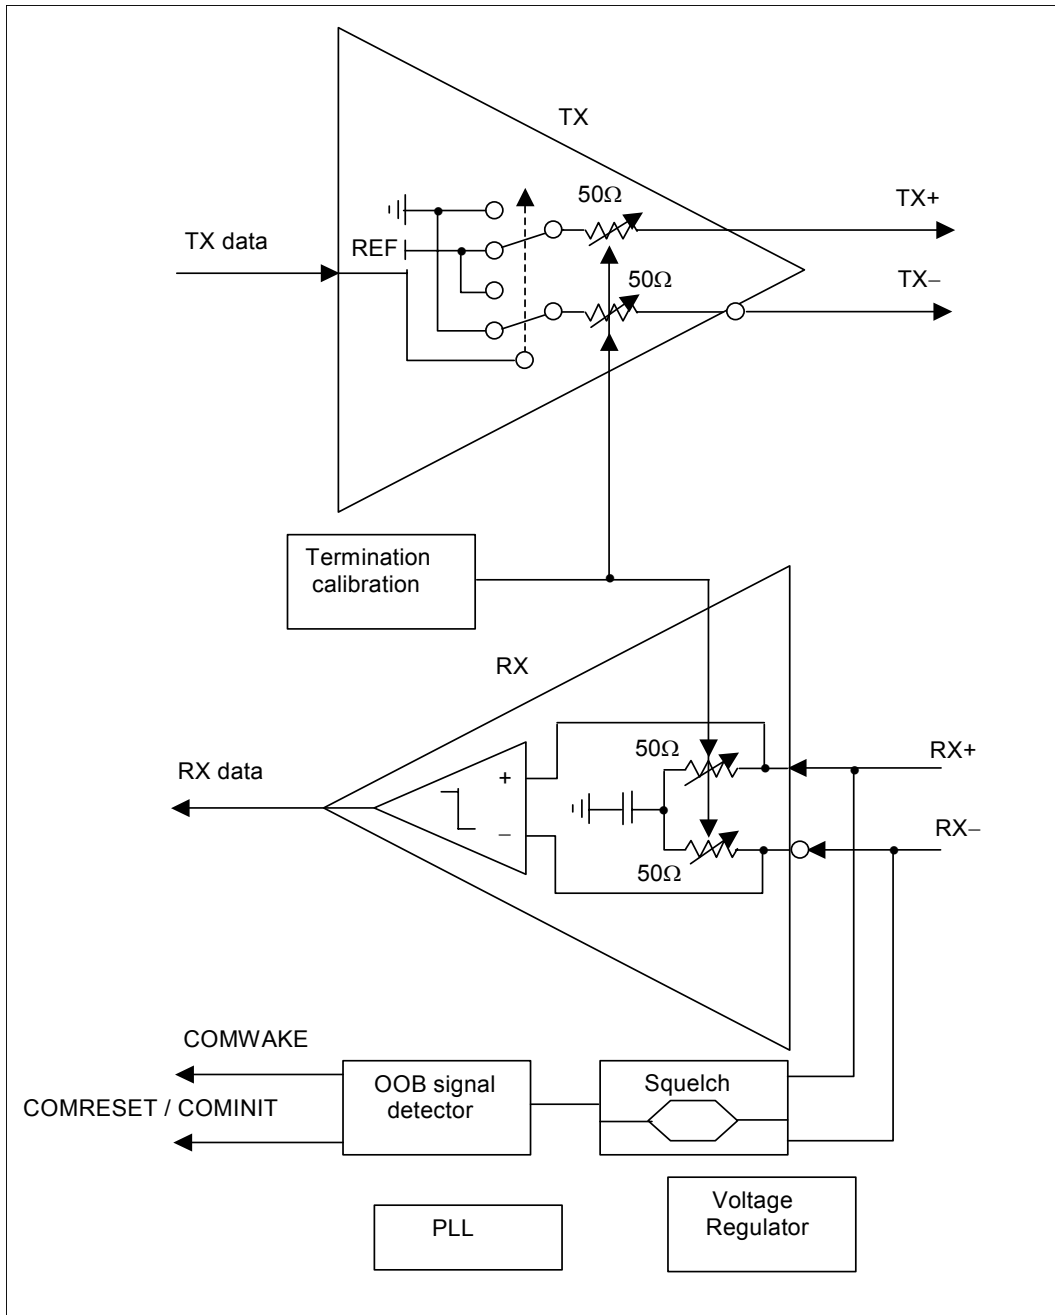 TX
50Ω
TX+
TX data
REF
50Ω
TX−
Termination
calibration
RX
50Ω
RX+
RX data
+
−
RX−
50Ω
COMWAKE
OOB signal
detector
Squelch
COMRESET / COMINIT
PLL
Voltage
Regulator